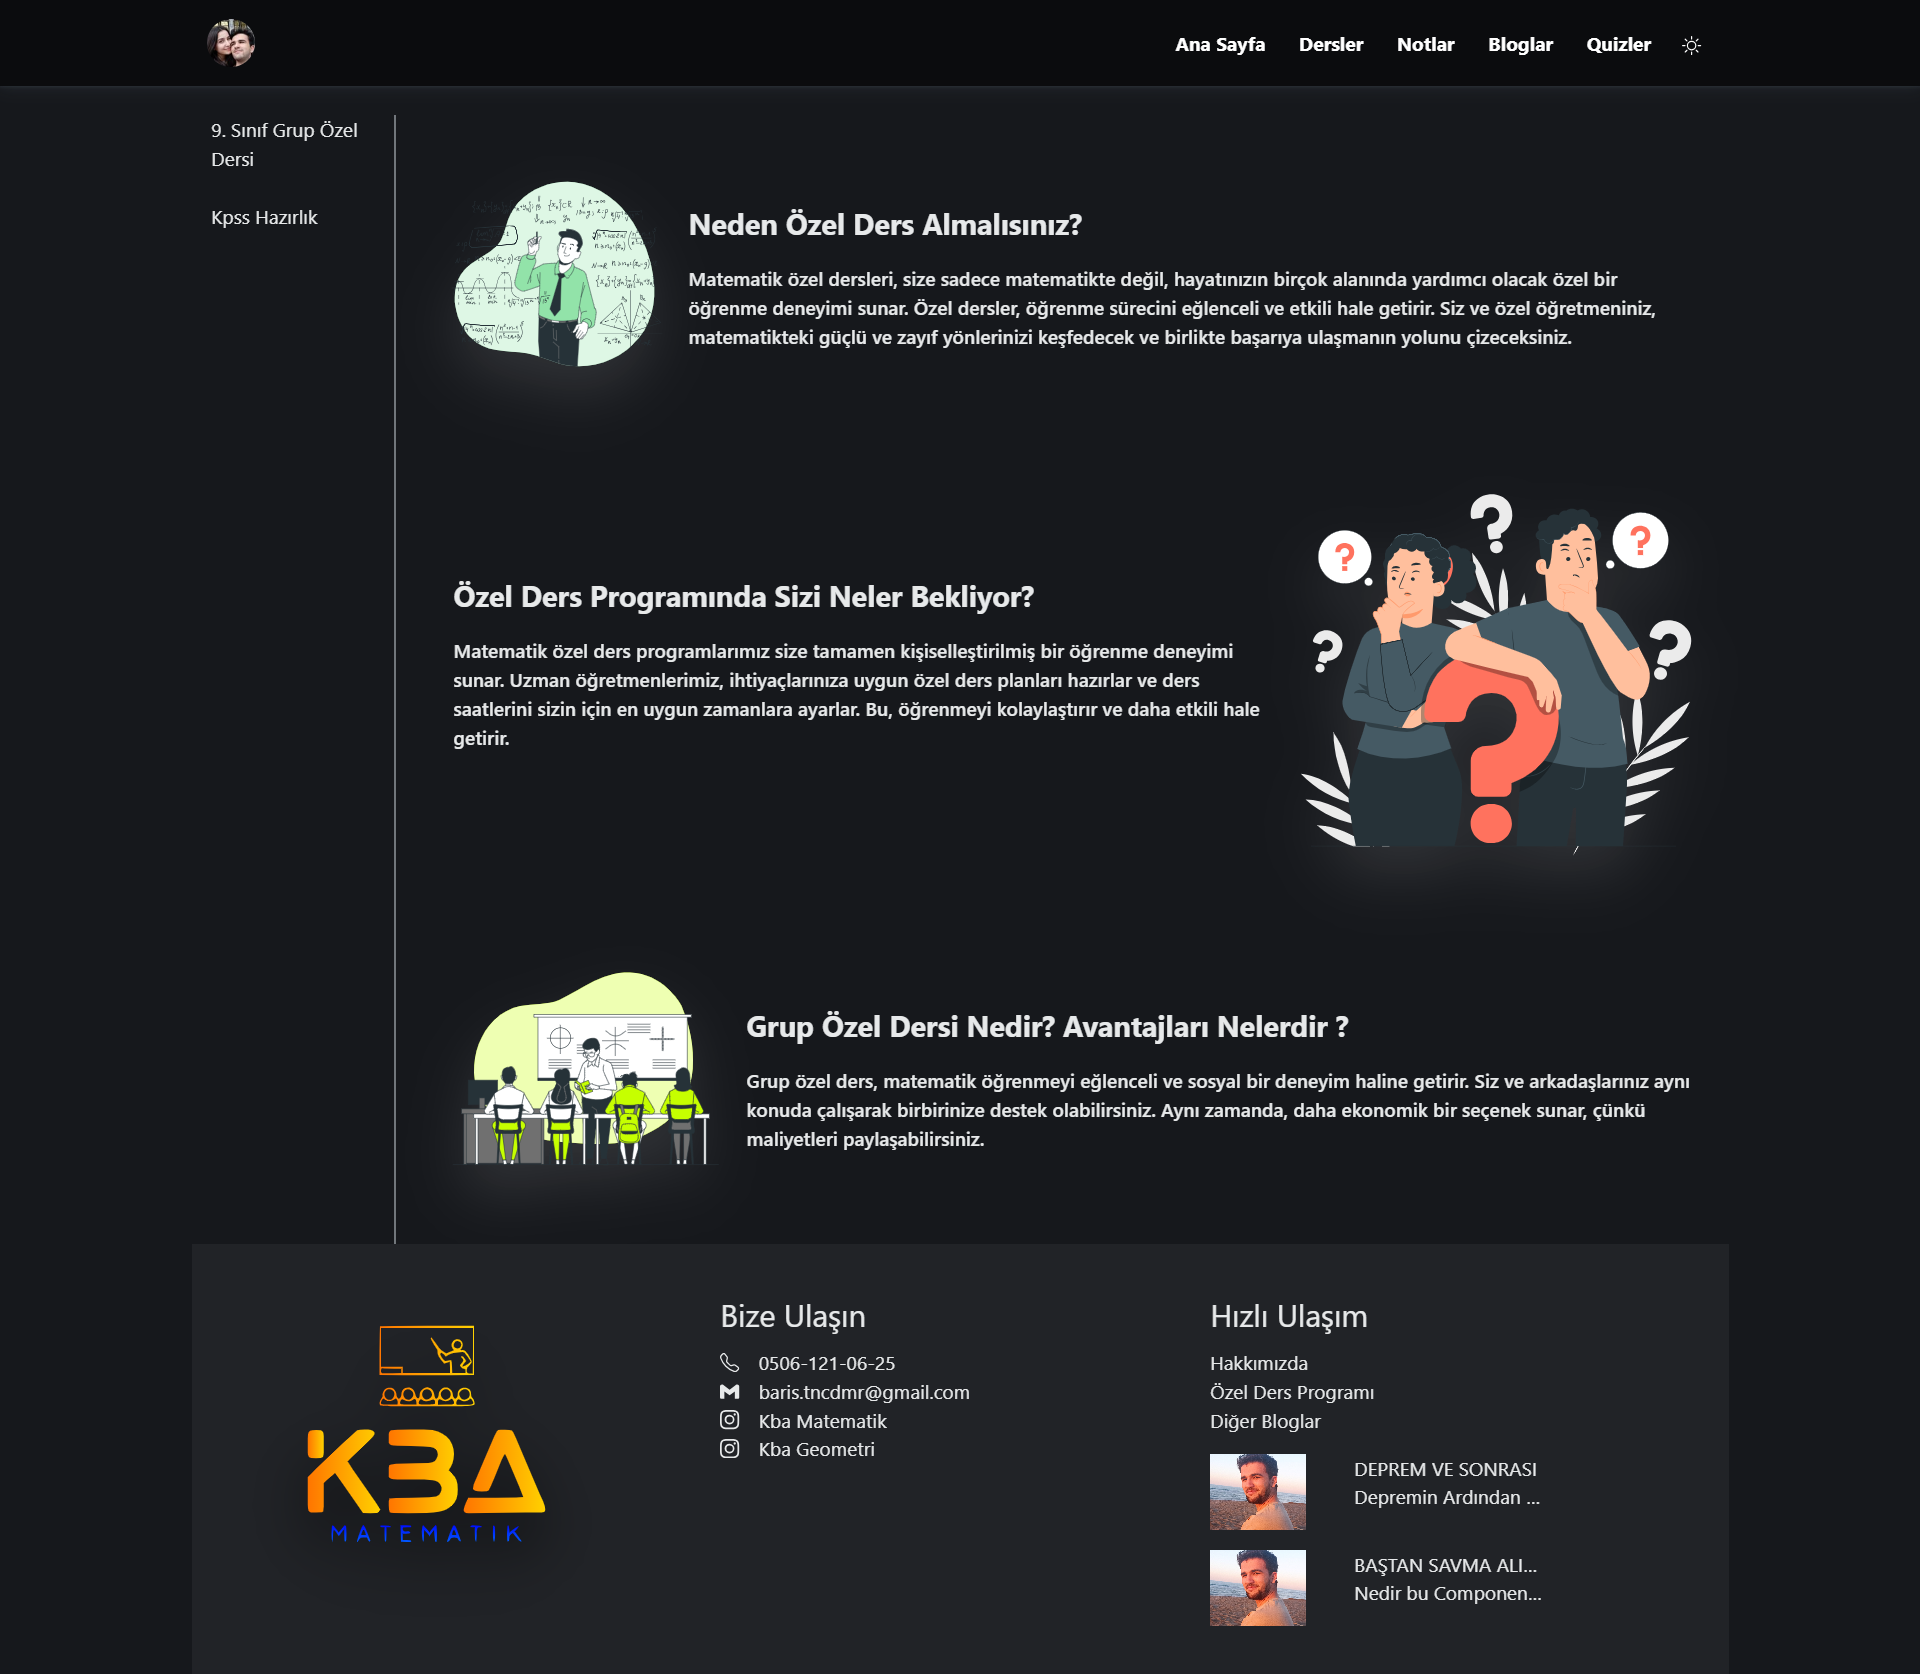 Ana Sayfa Dersler Notlar Bloglar Quizler
9. Sınıf Grup Özel
Dersi
Kpss Hazırlık
Neden Özel Ders Almalısınız?
Matematik özel dersleri, size sadece matematikte değil, hayatınızın birçok alanında yardımcı olacak özel bir
öğrenme deneyimi sunar. Özel dersler, öğrenme sürecini eğlenceli ve etkili hale getirir. Siz ve özel öğretmeniniz,
matematikteki güçlü ve zayıf yönlerinizi keşfedecek ve birlikte başarıya ulaşmanın yolunu çizeceksiniz.
Özel Ders Programında Sizi Neler Bekliyor?
Matematik özel ders programlarımız size tamamen kişiselleştirilmiş bir öğrenme deneyimi
sunar. Uzman öğretmenlerimiz, ihtiyaçlarınıza uygun özel ders planları hazırlar ve ders
saatlerini sizin için en uygun zamanlara ayarlar. Bu, öğrenmeyi kolaylaştırır ve daha etkili hale
getirir.
? ? ? ? ? ?
Grup Özel Dersi Nedir? Avantajları Nelerdir ?
Grup özel ders, matematik öğrenmeyi eğlenceli ve sosyal bir deneyim haline getirir. Siz ve arkadaşlarınız aynı
konuda çalışarak birbirinize destek olabilirsiniz. Aynı zamanda, daha ekonomik bir seçenek sunar, çünkü
maliyetleri paylaşabilirsiniz.
KBA
MATEMATIK
Bize Ulaşın
0506-121-06-25
baris.tncdmr@gmail.com
Kba Matematik
Kba Geometri
Hızlı Ulaşım
Hakkımızda
Özel Ders Programı
Diğer Bloglar
DEPREM VE SONRASI
Depremin Ardından ...
BAŞTAN SAVMA ALI...
Nedir bu Componen...